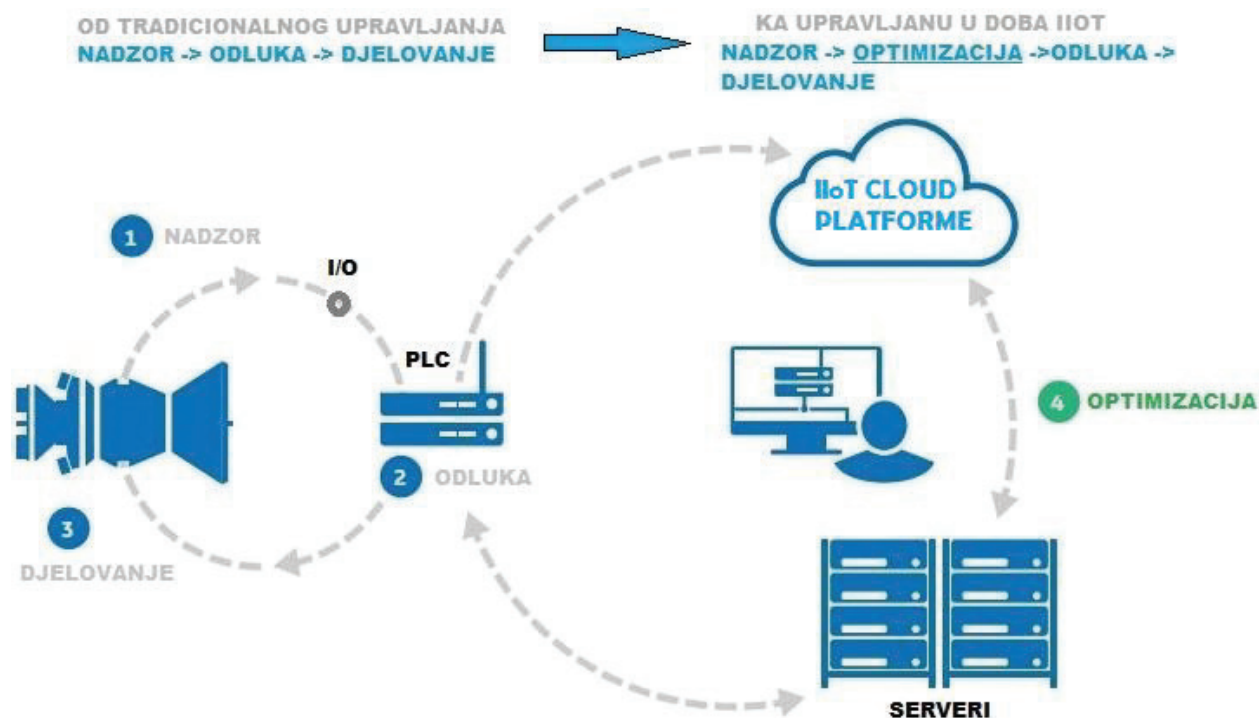 OD TRADICIONALNOG UPRAVLJANJA
NADZOR -> ODLUKA -> DJELOVANJE
KA UPRAVLJANU U DOBA IIOT
NADZOR -> OPTIMIZACIJA ->ODLUKA ->
DJELOVANJE
IIoT CLOUD
PLATFORME
1 NADZOR
I/O
PLC
4 OPTIMIZACIJA
2 ODLUKA
3
DJELOVANJE
SERVERI